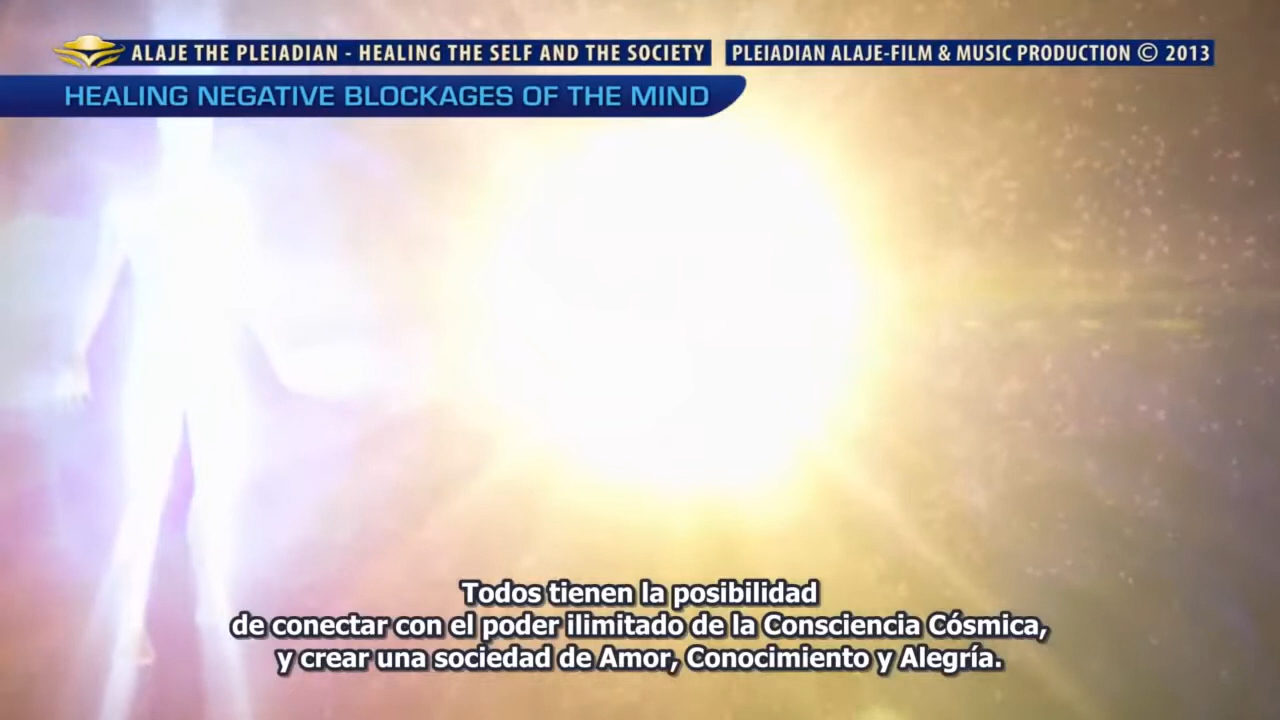 ALAJE THE PLEIADIAN - HEALING THE SELF AND THE SOCIETY
PLEIADIAN ALAJE-FILM & MUSIC PRODUCTION © 2013
HEALING NEGATIVE BLOCKAGES OF THE MIND
Todos tienen la posibilidad
de conectar con el poder ilimitado de la Consciencia Cósmica,
y crear una sociedad de Amor, Conocimiento y Alegría.